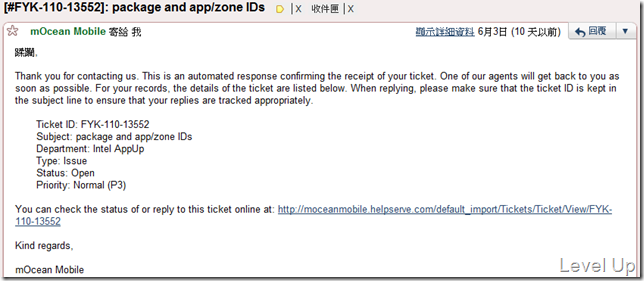 [#FYK-110-13552]: package and app/zone IDs | X 收件匣 | X
mOcean Mobile 寄給 我 顯示詳細資料 6月3日 (10 天以前) 回覆
蹂躝,
Thank you for contacting us. This is an automated response confirming the receipt of your ticket. One of our agents will get back to you as
soon as possible. For your records, the details of the ticket are listed below. When replying, please make sure that the ticket ID is kept in
the subject line to ensure that your replies are tracked appropriately.
Ticket ID: FYK-110-13552
Subject: package and app/zone IDs
Department: Intel AppUp
Type: Issue
Status: Open
Priority: Normal (P3)
You can check the status of or reply to this ticket online at: http://moceanmobile.helpserve.com/default_import/Tickets/Ticket/View/FYK-
110-13552
Kind regards,
mOcean Mobile
Level Up